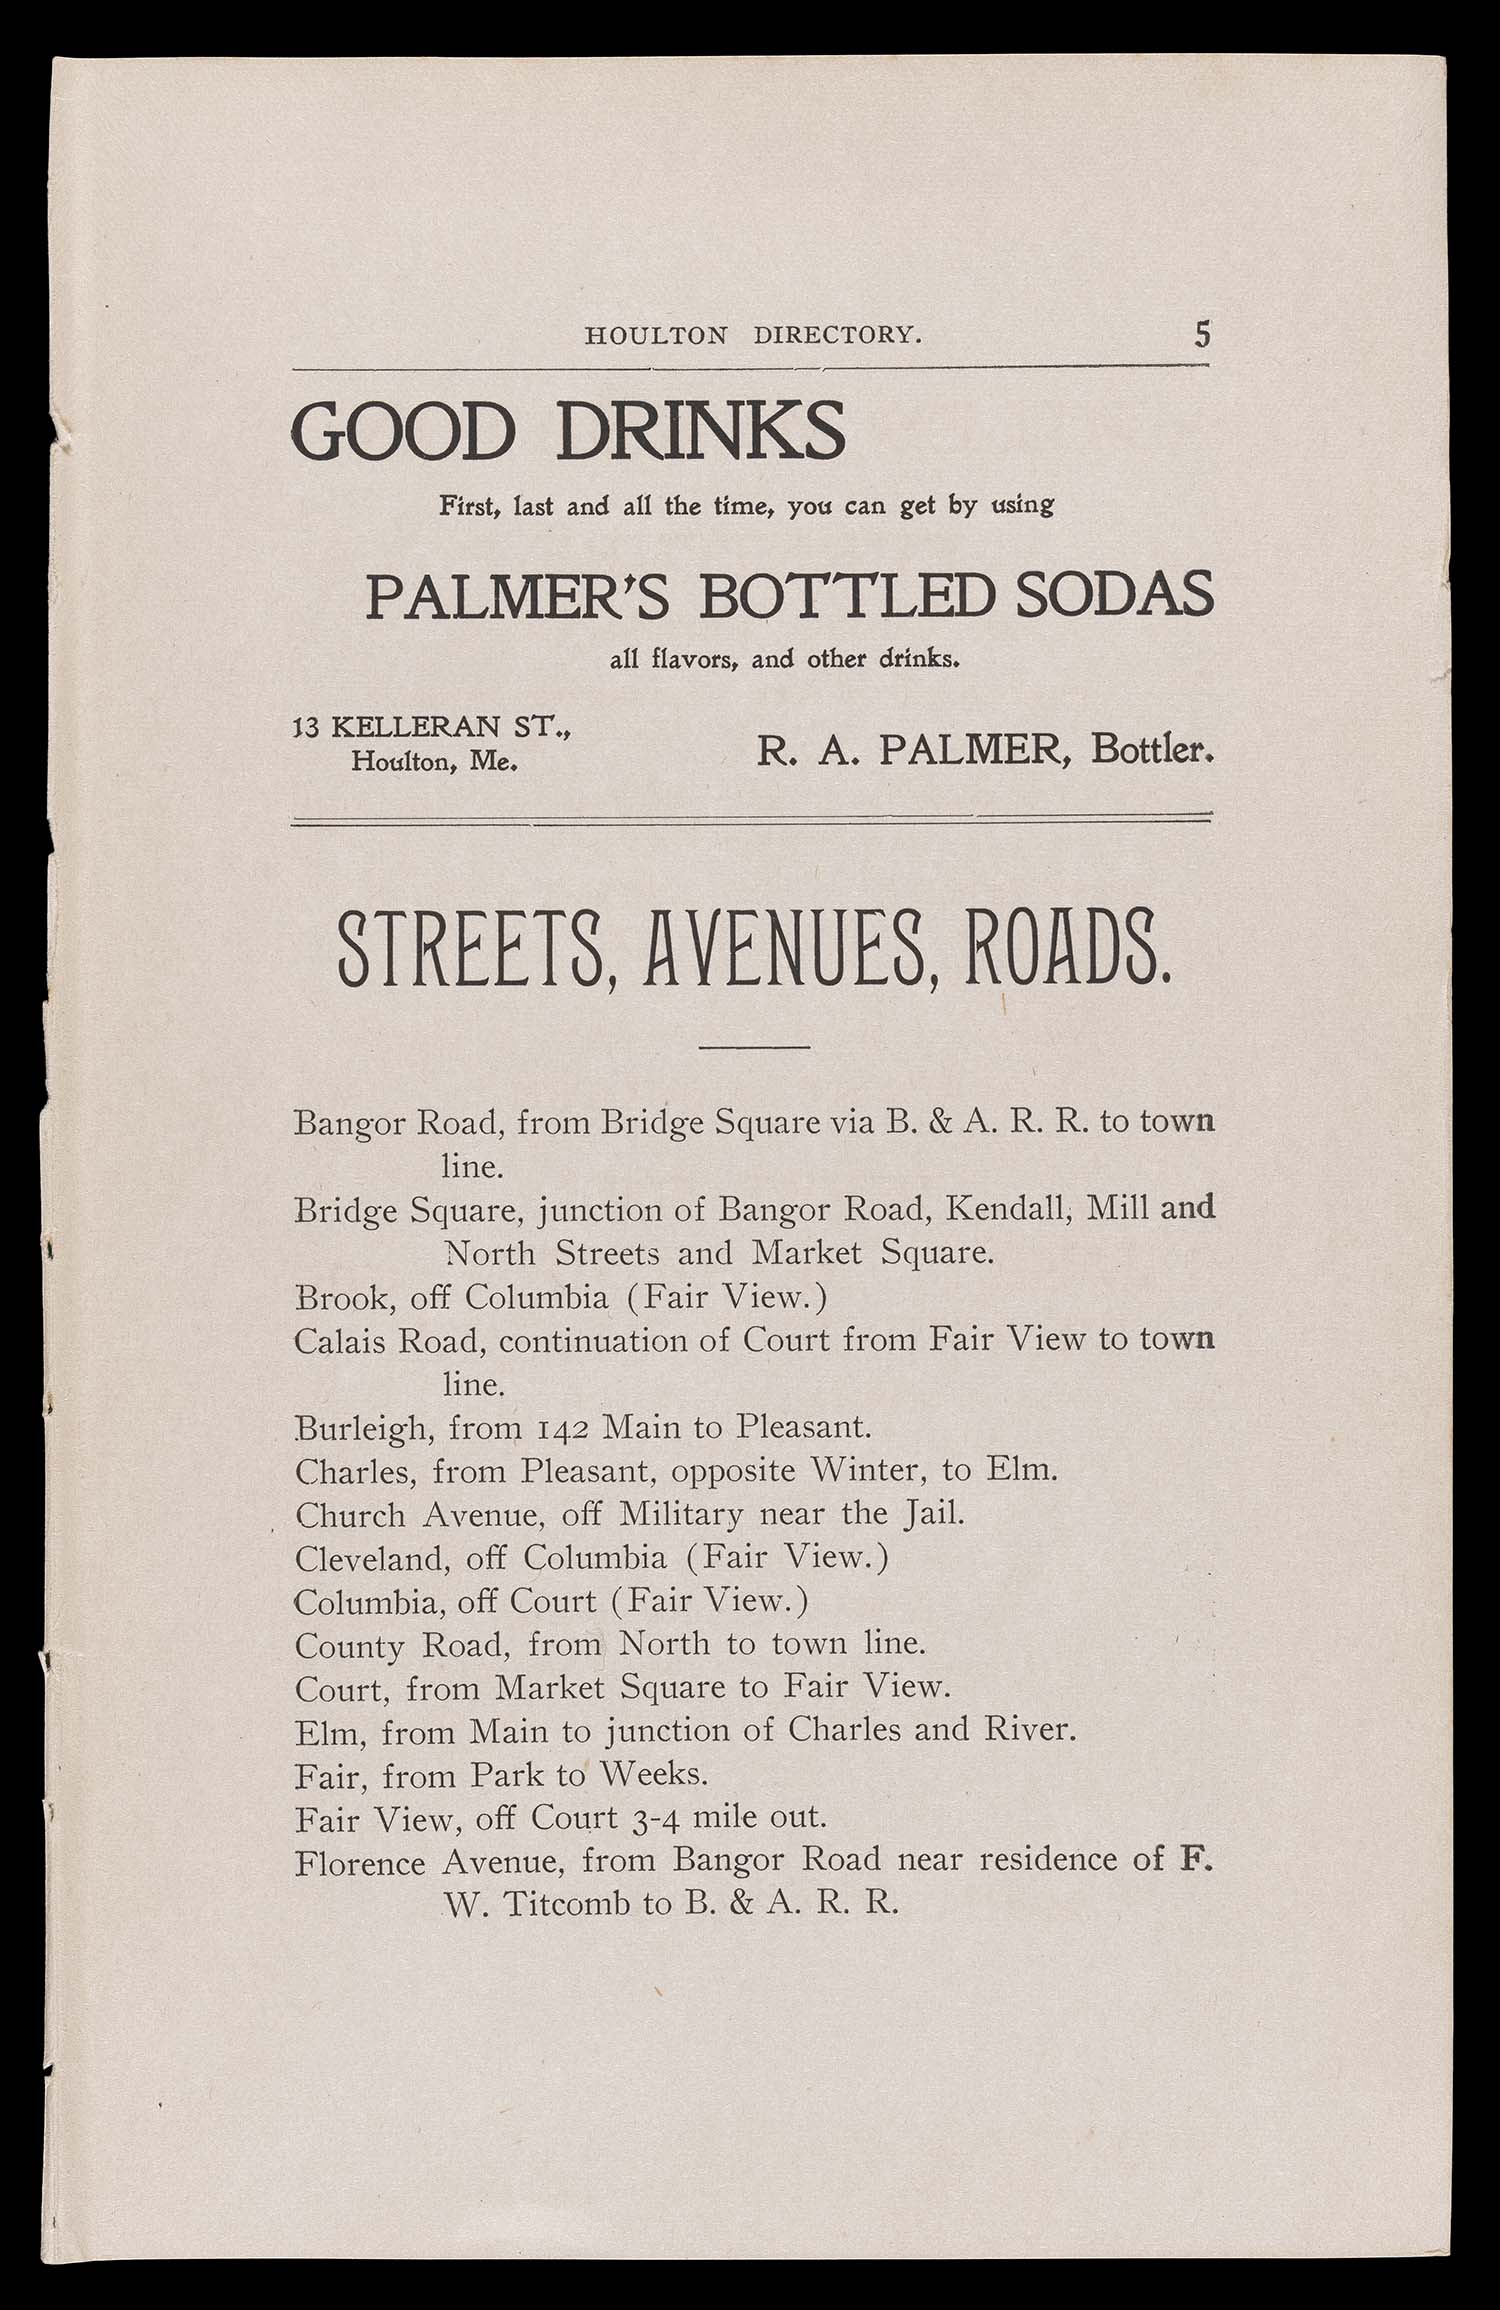 HOULTON DIRECTORY. 5
GOOD DRINKS
First, last and all the time, you can get by using
PALMER'S BOTTLED SODAS
all flavors, and other drinks.
13 KELLERAN ST.,
Houlton, Me.
R. A. PALMER, Bottler.
STREETS, AVENUES, ROADS.
Bangor Road, from Bridge Square via B. & A. R. R. to town
line.
Bridge Square, junction of Bangor Road, Kendall, Mill and
North Streets and Market Square.
Brook, off Columbia (Fair View.)
Calais Road, continuation of Court from Fair View to town
line.
Burleigh, from 142 Main to Pleasant.
Charles, from Pleasant, opposite Winter, to Elm.
Church Avenue, off Military near the Jail.
Cleveland, off Columbia (Fair View.)
Columbia, off Court (Fair View.)
County Road, from North to town line.
Court, from Market Square to Fair View.
Elm, from Main to junction of Charles and River.
Fair, from Park to Weeks.
Fair View, off Court 3-4 mile out.
Florence Avenue, from Bangor Road near residence of F.
W. Titcomb to B. & A. R. R.